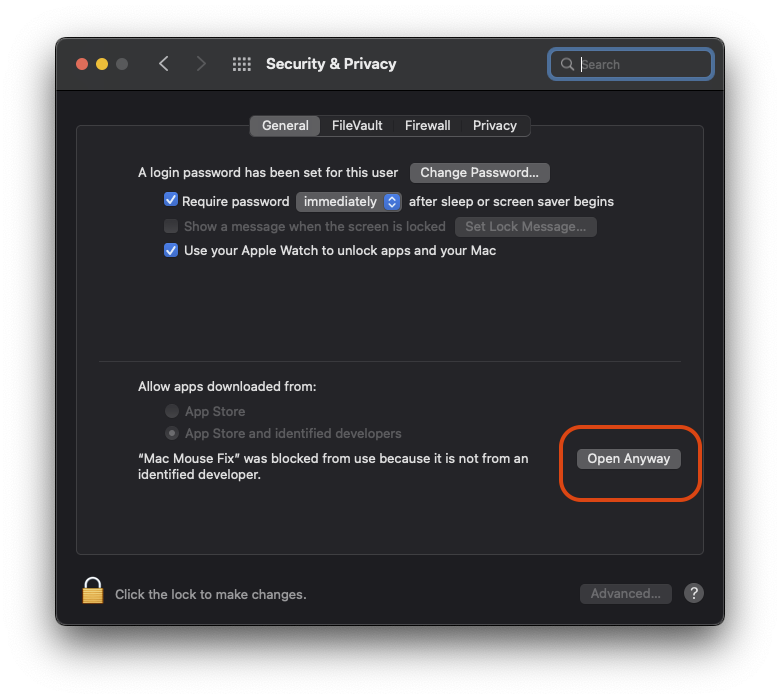 Security & Privacy
Search
General FileVault Firewall Privacy
A login password has been set for this user Change Password...
Require password immediately after sleep or screen saver begins
Show a message when the screen is locked Set Lock Message...
Use your Apple Watch to unlock apps and your Mac
Allow apps downloaded from:
App Store
App Store and identified developers
“Mac Mouse Fix” was blocked from use because it is not from an
identified developer.
Open Anyway
Click the lock to make changes.
Advanced... ?